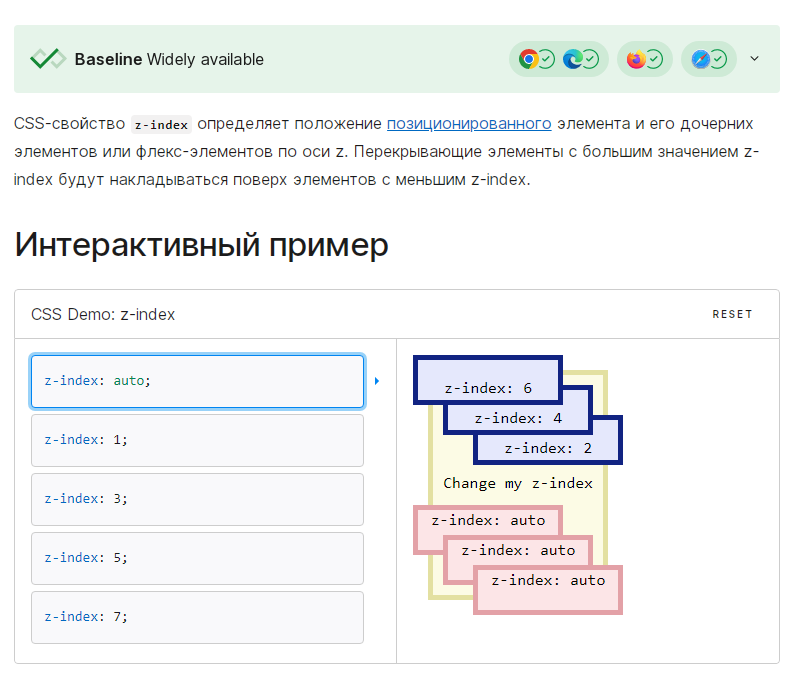 Baseline Widely available
CSS-свойство z-index определяет положение позиционированного элемента и его дочерних
элементов или флекс-элементов по оси z. Перекрывающие элементы с большим значением z-
index будут накладываться поверх элементов с меньшим z-index.
Интерактивный пример
CSS Demo: z-index
RESET
z-index: auto;
z-index: 1;
z-index: 3;
z-index: 5;
z-index: 7;
z-index: 6
z-index: 4
z-index: 2
Change my z-index
z-index: auto
z-index: auto
z-index: auto